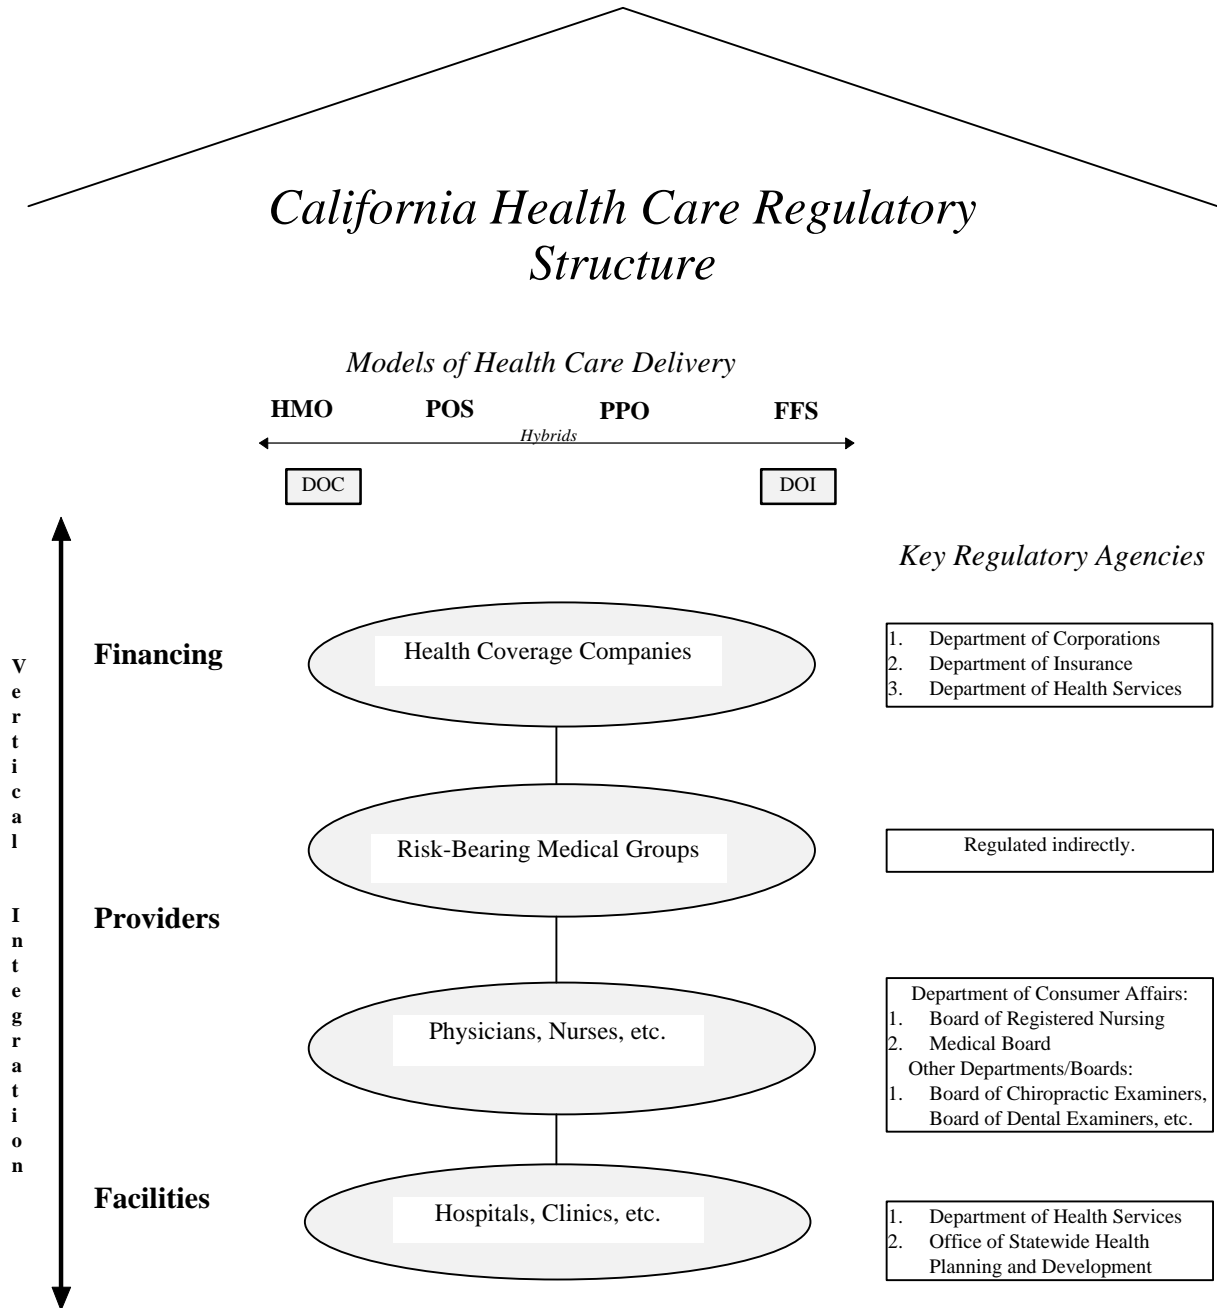 California Health Care Regulatory
Structure
Models of Health Care Delivery
HMO POS PPO FFS
Hybrids
DOC DOI
Key Regulatory Agencies
Vertical Integration
Financing
Health Coverage Companies
1. Department of Corporations
2. Department of Insurance
3. Department of Health Services
Risk-Bearing Medical Groups
Regulated indirectly.
Providers
Physicians, Nurses, etc.
Department of Consumer Affairs:
1. Board of Registered Nursing
2. Medical Board
Other Departments/Boards:
1. Board of Chiropractic Examiners,
Board of Dental Examiners, etc.
Facilities
Hospitals, Clinics, etc.
1. Department of Health Services
2. Office of Statewide Health
Planning and Development